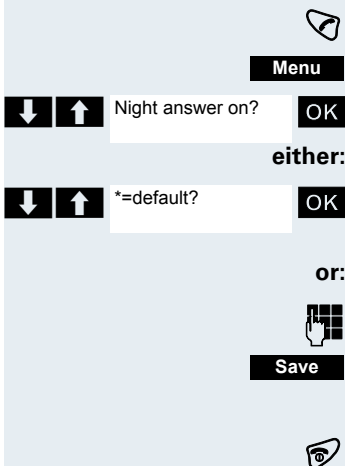 Menu
Night answer on? OK
either:
*=default? OK
or:
Save